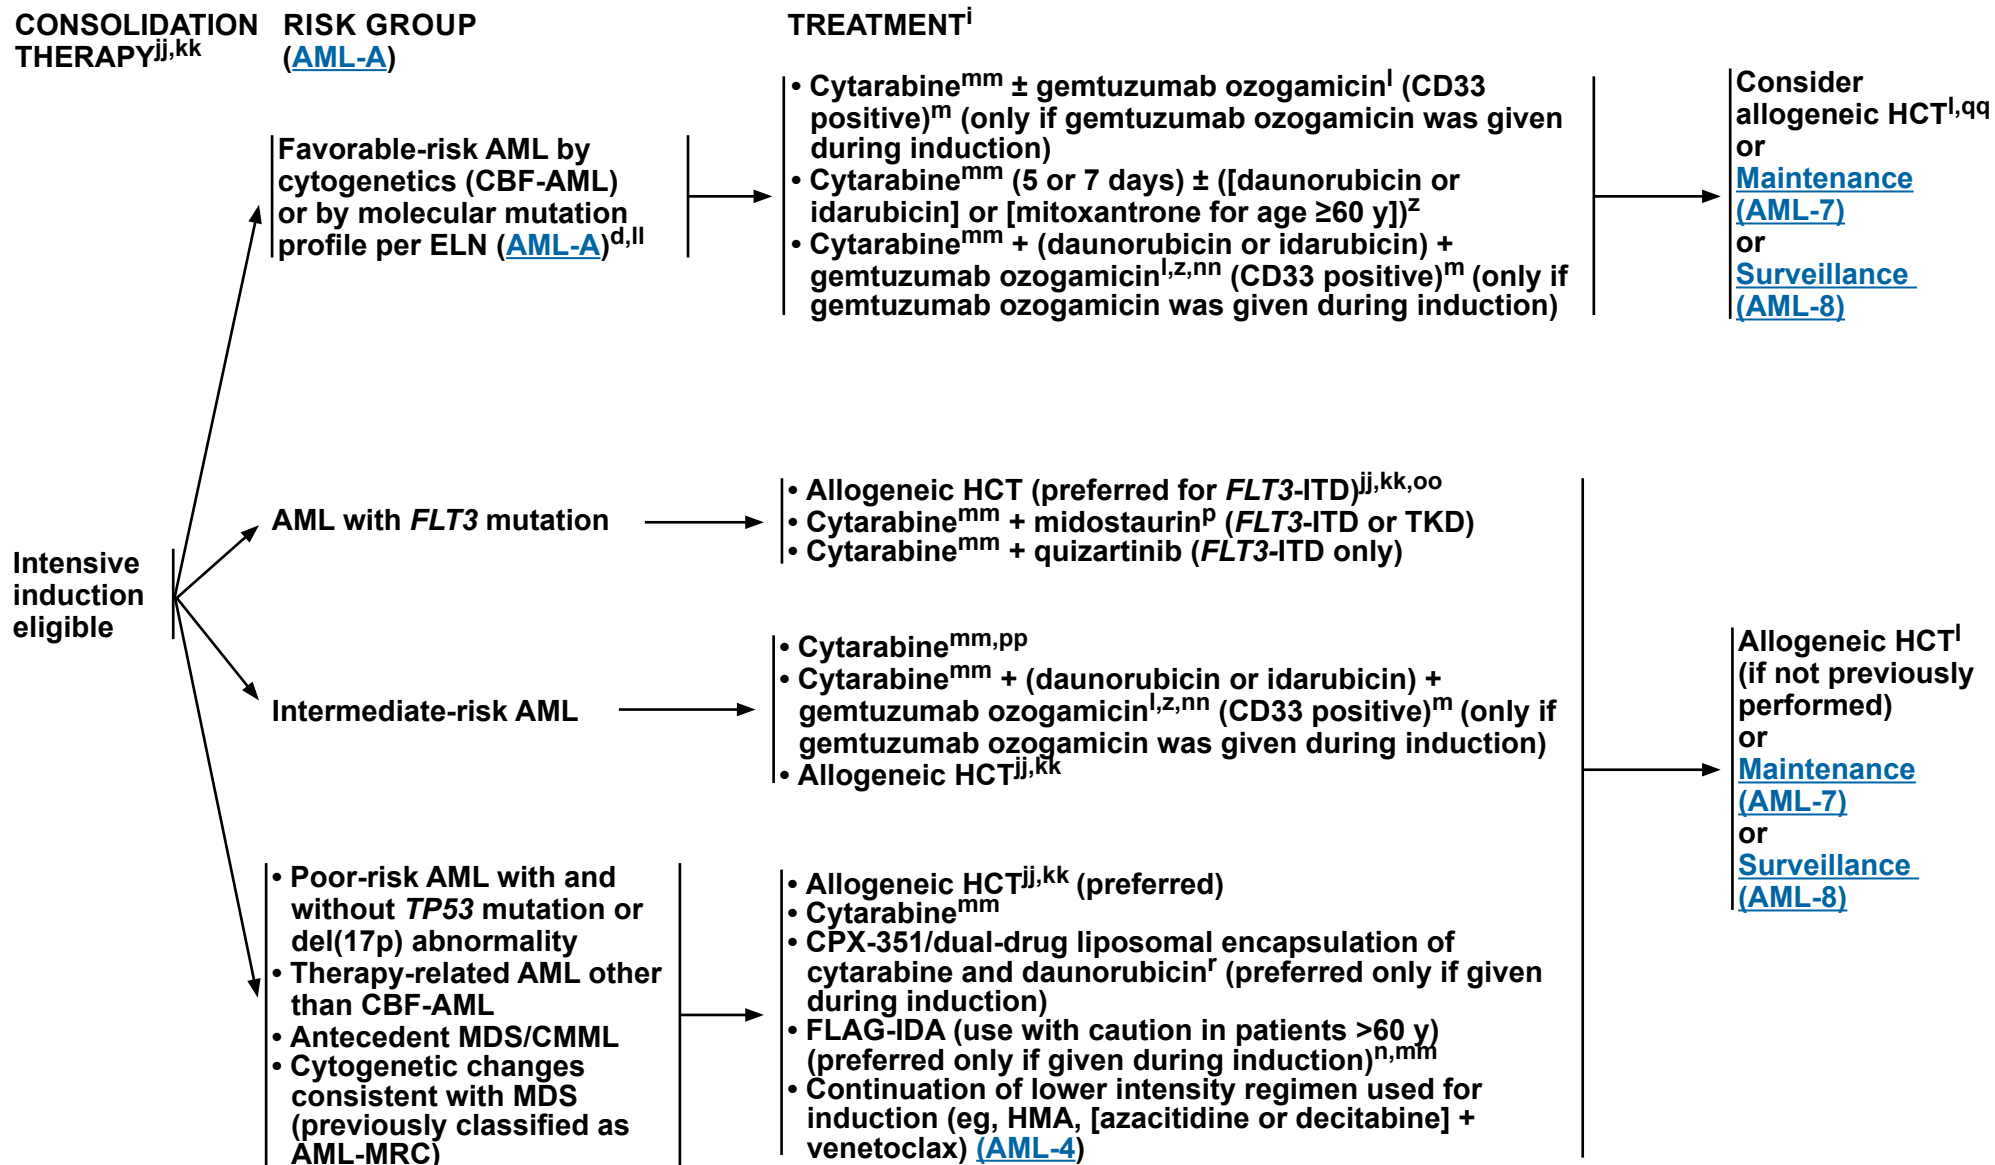 CONSOLIDATION THERAPYjj,kk
RISK GROUP
(AML-A)
TREATMENTi
Intensive
induction
eligible
Favorable-risk AML by
cytogenetics (CBF-AML)
or by molecular mutation
profile per ELN (AML-A)d,ll
• Cytarabinemm ± gemtuzumab ozogamicinl (CD33
positive)m (only if gemtuzumab ozogamicin was given
during induction)
• Cytarabinemm (5 or 7 days) ± ([daunorubicin or
idarubicin] or [mitoxantrone for age ≥60 y])z
• Cytarabinemm + (daunorubicin or idarubicin) +
gemtuzumab ozogamicinl,z,nn (CD33 positive)m (only if
gemtuzumab ozogamicin was given during induction)
Consider
allogeneic HCTl,qq
or
Maintenance
(AML-7)
or
Surveillance
(AML-8)
AML with FLT3 mutation
• Allogeneic HCT (preferred for FLT3-ITD)jj,kk,oo
• Cytarabinemm + midostaurinp (FLT3-ITD or TKD)
• Cytarabinemm + quizartinib (FLT3-ITD only)
Intermediate-risk AML
• Cytarabinemm,pp
• Cytarabinemm + (daunorubicin or idarubicin) +
gemtuzumab ozogamicinl,z,nn (CD33 positive)m (only if
gemtuzumab ozogamicin was given during induction)
• Allogeneic HCTjj,kk
• Poor-risk AML with and
without TP53 mutation or
del(17p) abnormality
• Therapy-related AML other
than CBF-AML
• Antecedent MDS/CMML
• Cytogenetic changes
consistent with MDS
(previously classified as
AML-MRC)
• Allogeneic HCTjj,kk (preferred)
• Cytarabinemm
• CPX-351/dual-drug liposomal encapsulation of
cytarabine and daunorubicinr (preferred only if given
during induction)
• FLAG-IDA (use with caution in patients >60 y)
(preferred only if given during induction)n,mm
• Continuation of lower intensity regimen used for
induction (eg, HMA, [azacitidine or decitabine] +
venetoclax) (AML-4)
Allogeneic HCTl
(if not previously
performed)
or
Maintenance
(AML-7)
or
Surveillance
(AML-8)